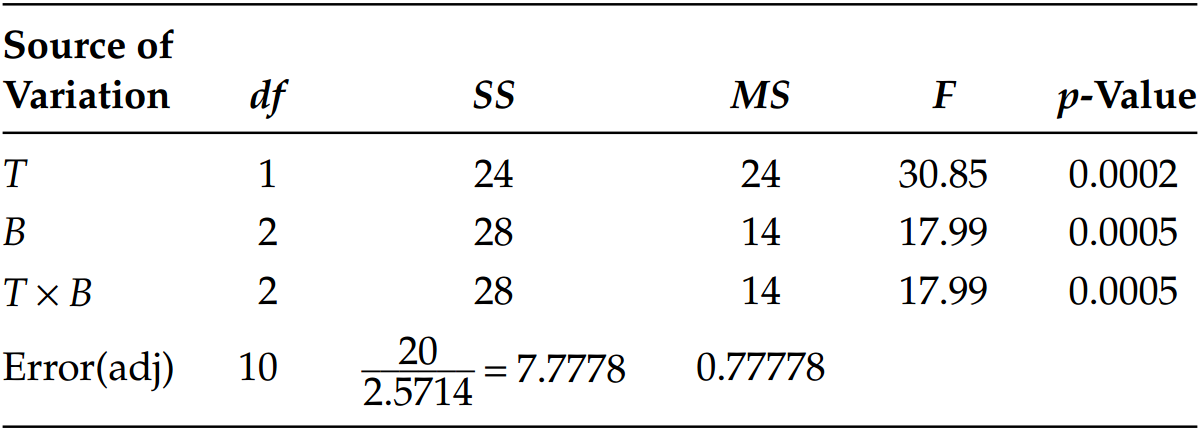 Source of
Variation df SS MS F p-Value
T 1 24 24 30.85 0.0002
B 2 28 14 17.99 0.0005
T × B 2 28 14 17.99 0.0005
Error(adj) 10 20/2.5714 = 7.7778 0.77778